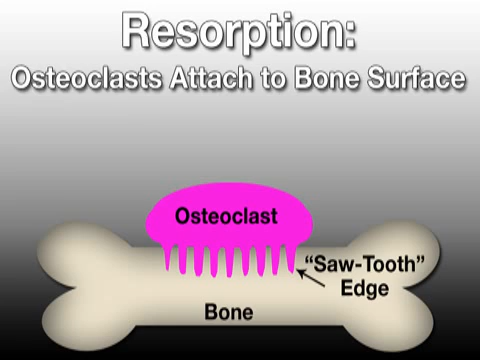 Resorption:
Osteoclasts Attach to Bone Surface
Osteoclast
“Saw-Tooth”
Edge
Bone